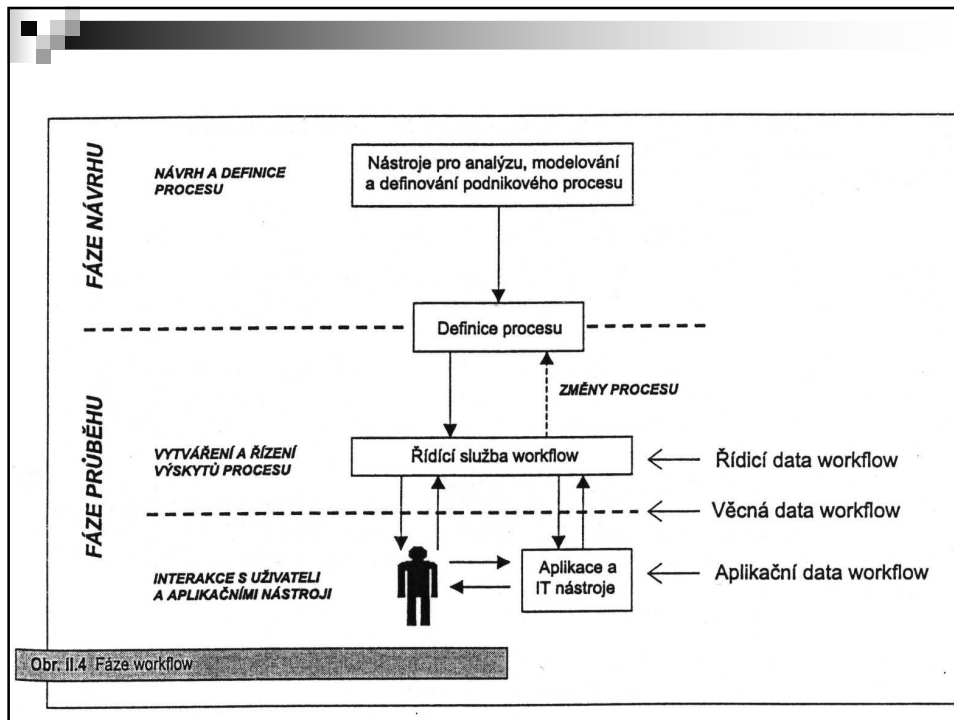 FÁZE NÁVRHU
NÁVRH A DEFINICE
PROCESU
Nástroje pro analýzu, modelování
a definování podnikového procesu
Definice procesu
ZMĚNY PROCESU
FÁZE PRŮBĚHU
VYTVÁŘENÍ A ŘÍZENÍ
VÝSKYTŮ PROCESU
Řídící služba workflow
Řídicí data workflow
Věcná data workflow
INTERAKCE S UŽIVATELI
A APLIKAČNÍMI NÁSTROJI
Aplikace a
IT nástroje
Aplikační data workflow
Obr. II.4 Fáze workflow